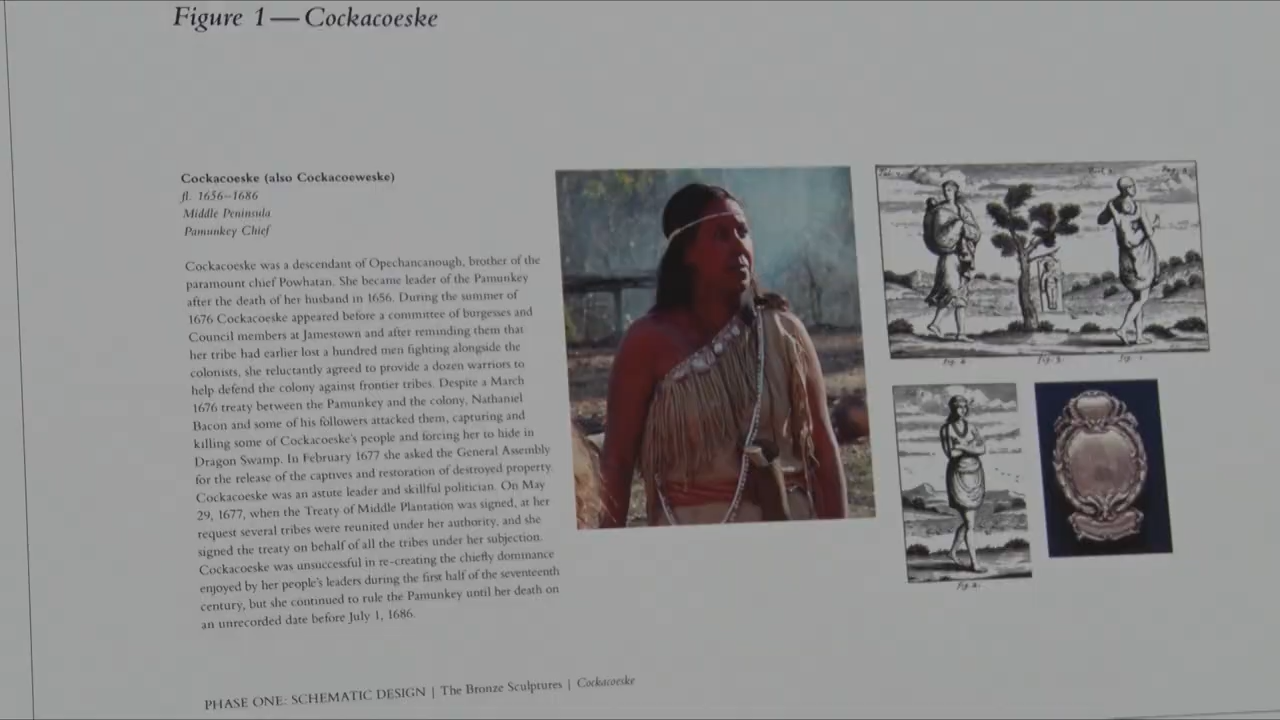 Figure 1—Cockacoeske
Cockacoeske (also Cockacoeweske)
fl. 1656–1686
Middle Peninsula
Pamunkey Chief
Cockacoeske was a descendant of Opechancanough, brother of the
paramount chief Powhatan. She became leader of the Pamunkey
after the death of her husband in 1656. During the summer of
1676 Cockacoeske appeared before a committee of burgesses and
Council members at Jamestown and after reminding them that
her tribe had earlier lost a hundred men fighting alongside the
colonists, she reluctantly agreed to provide a dozen warriors to
help defend the colony against frontier tribes. Despite a March
1676 treaty between the Pamunkey and the colony, Nathaniel
Bacon and some of his followers attacked them, capturing and
killing some of Cockacoeske's people and forcing her to hide in
Dragon Swamp. In February 1677 she asked the General Assembly
for the release of the captives and restoration of destroyed property.
Cockacoeske was an astute leader and skillful politician. On May
29, 1677, when the Treaty of Middle Plantation was signed, at her
request several tribes were reunited under her authority, and she
signed the treaty on behalf of all the tribes under her subjection.
Cockacoeske was unsuccessful in re-creating the chiefly dominance
enjoyed by her people's leaders during the first half of the seventeenth
century, but she continued to rule the Pamunkey until her death on
an unrecorded date before July 1, 1686.
fig. 2.
PHASE ONE: SCHEMATIC DESIGN | The Bronze Sculptures | Cockacoeske